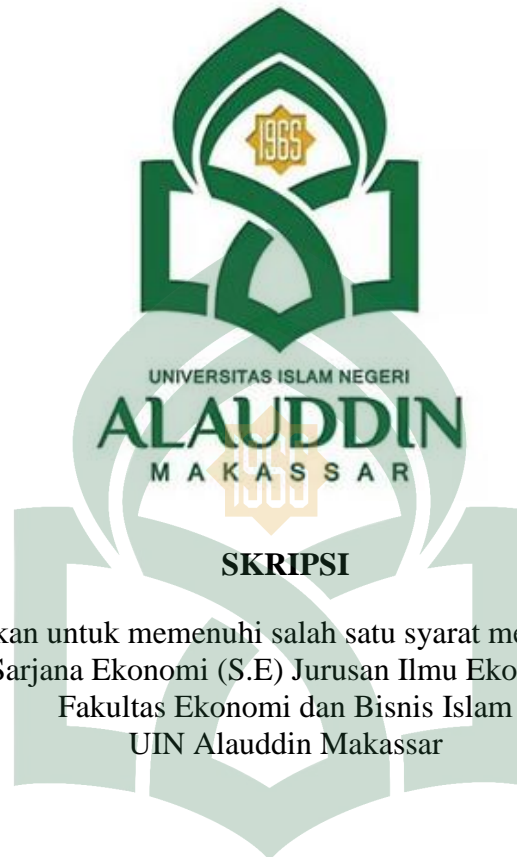 1965
UNIVERSITAS ISLAM NEGERI
ALAUDDIN
MAKASSAR
1965
SKRIPSI
kan untuk memenuhi salah satu syarat me
Sarjana Ekonomi (S.E) Jurusan Ilmu Eko
Fakultas Ekonomi dan Bisnis Islam
UIN Alauddin Makassar